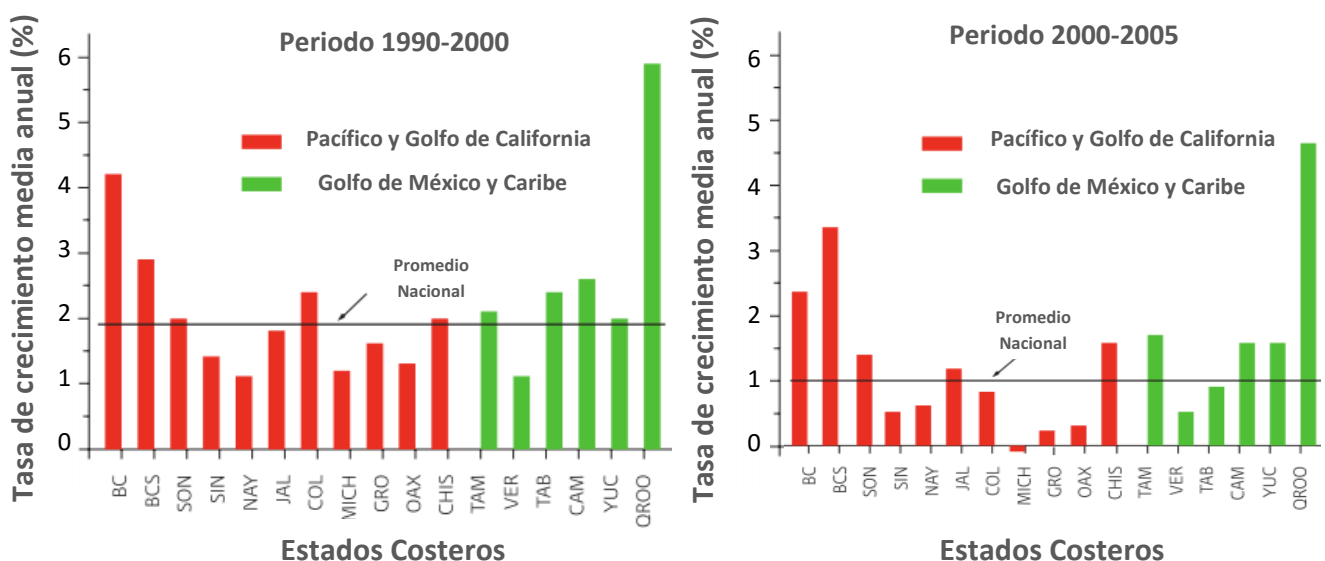 Tasa de crecimiento media anual (%)
Periodo 1990-2000
6
5
4
3
2
1
0
Pacífico y Golfo de California
Golfo de México y Caribe
Promedio
Nacional
BC
BCS
SON
SIN
NAY
JAL
COL
MICH
GRO
OAX
CHIS
TAM
VER
TAB
CAM
YUC
QROO
Estados Costeros
Tasa de crecimiento media anual (%)
Periodo 2000-2005
6
5
4
3
2
1
0
Pacífico y Golfo de California
Golfo de México y Caribe
Promedio
Nacional
BC
BCS
SON
SIN
NAY
JAL
COL
MICH
GRO
OAX
CHIS
TAM
VER
TAB
CAM
YUC
QROO
Estados Costeros